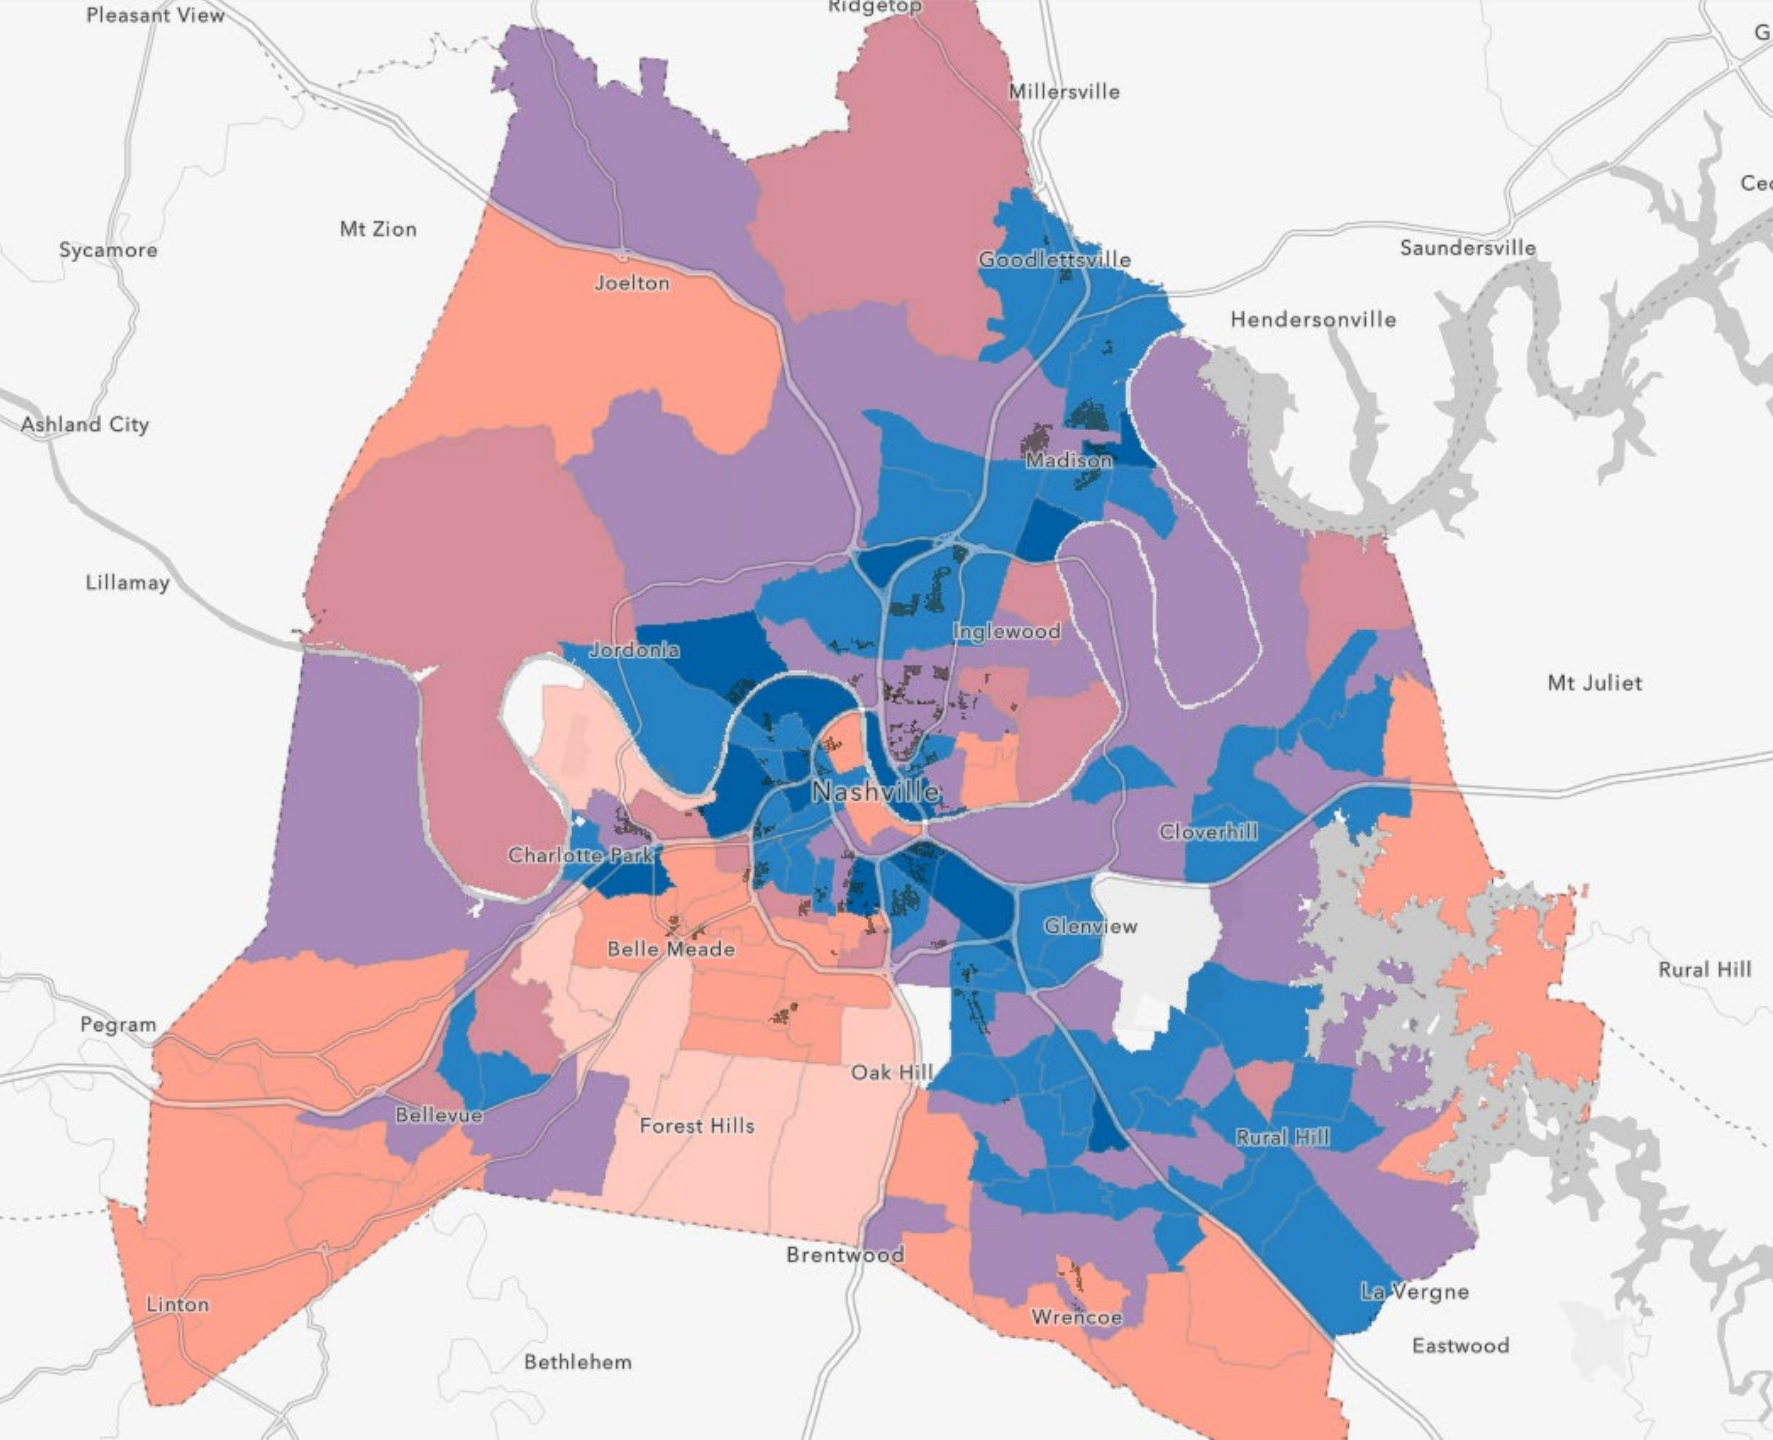 Ridgetop
Pleasant View
G
Millersville
Ced
Mt Zion
Sycamore
Saundersville
Goodlettsville
Joelton
Hendersonville
Ashland City
Madison
Lillamay
Inglewood
Jordonia
Mt Juliet
Nashville
Cloverhill
Charlotte Park
Glenview
Belle Meade
Rural Hill
Pegram
Oak Hill
Bellevue
Forest Hills
Rural Hill
Brentwood
La Vergne
Linton
Wrencoe
Eastwood
Bethlehem